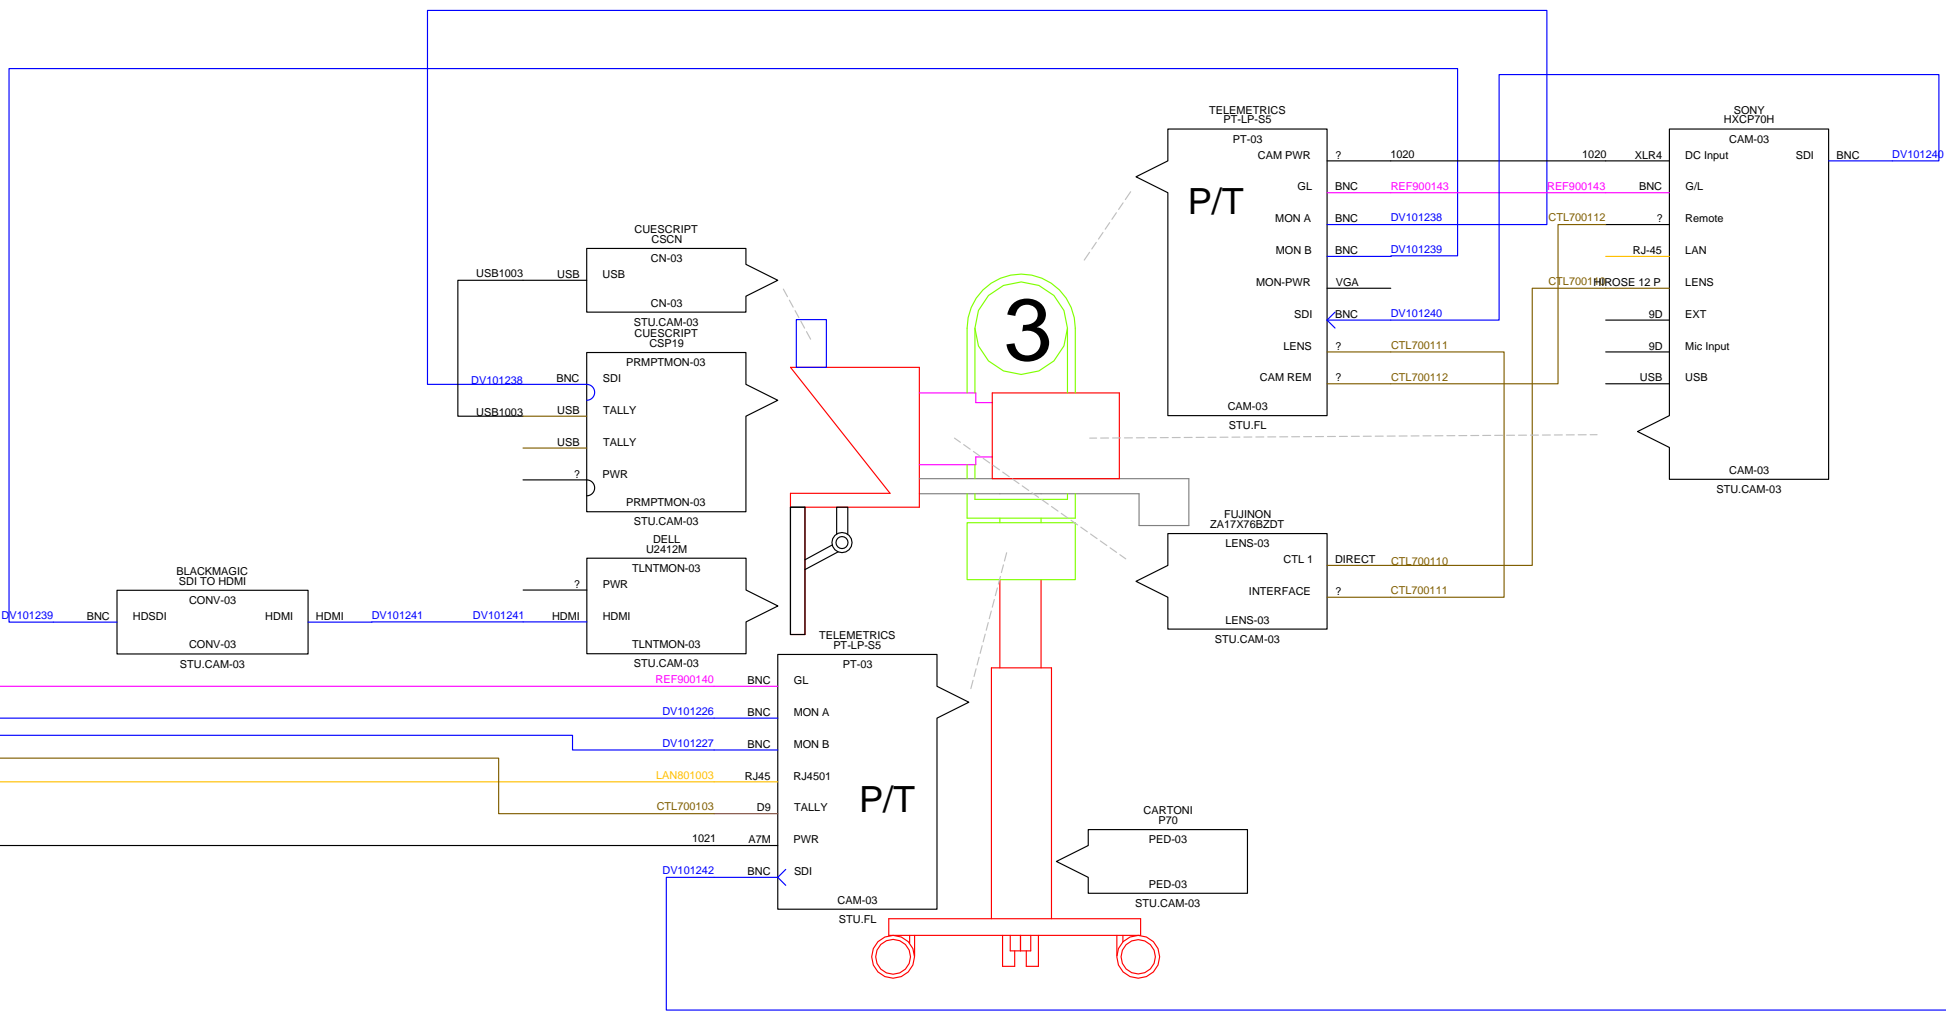 TELEMETRICS
PT-LP-S5
PT-03
CAM PWR ? 1020
GL BNC REF900143
P/T
MON A BNC DV101238
MON B BNC DV101239
MON-PWR VGA
SDI BNC DV101240
LENS ? CTL700111
CAM REM ? CTL700112
CAM-03
STU.FL
SONY
HXCP70H
CAM-03
1020 XLR4 DC Input SDI BNC DV101240
REF900143 BNC G/L
CTL700112 ? Remote
RJ-45 LAN
HIROSE 12 P LENS
9D EXT
9D Mic Input
USB USB
CAM-03
STU.CAM-03
CUESCRIPT
CSCN
CN-03
USB1003 USB USB
CN-03
STU.CAM-03
CUESCRIPT
CSP19
PRMPTMON-03
DV101238 BNC SDI
USB1003 USB TALLY
USB TALLY
? PWR
PRMPTMON-03
STU.CAM-03
3
DELL
U2412M
TLNTMON-03
? PWR
DV101241 HDMI HDMI
TLNTMON-03
STU.CAM-03
BLACKMAGIC
SDI TO HDMI
CONV-03
DV101239 BNC HDSDI HDMI HDMI DV101241
CONV-03
STU.CAM-03
FUJINON
ZA17X76BZDT
LENS-03
CTL 1 DIRECT CTL700110
INTERFACE ? CTL700111
LENS-03
STU.CAM-03
TELEMETRICS
PT-LP-S5
PT-03
REF900140 BNC GL
DV101226 BNC MON A
DV101227 BNC MON B
LAN801003 RJ45 RJ4501
CTL700103 D9 TALLY
P/T
1021 A7M PWR
DV101242 BNC SDI
CAM-03
STU.FL
CARTONI
P70
PED-03
PED-03
STU.CAM-03